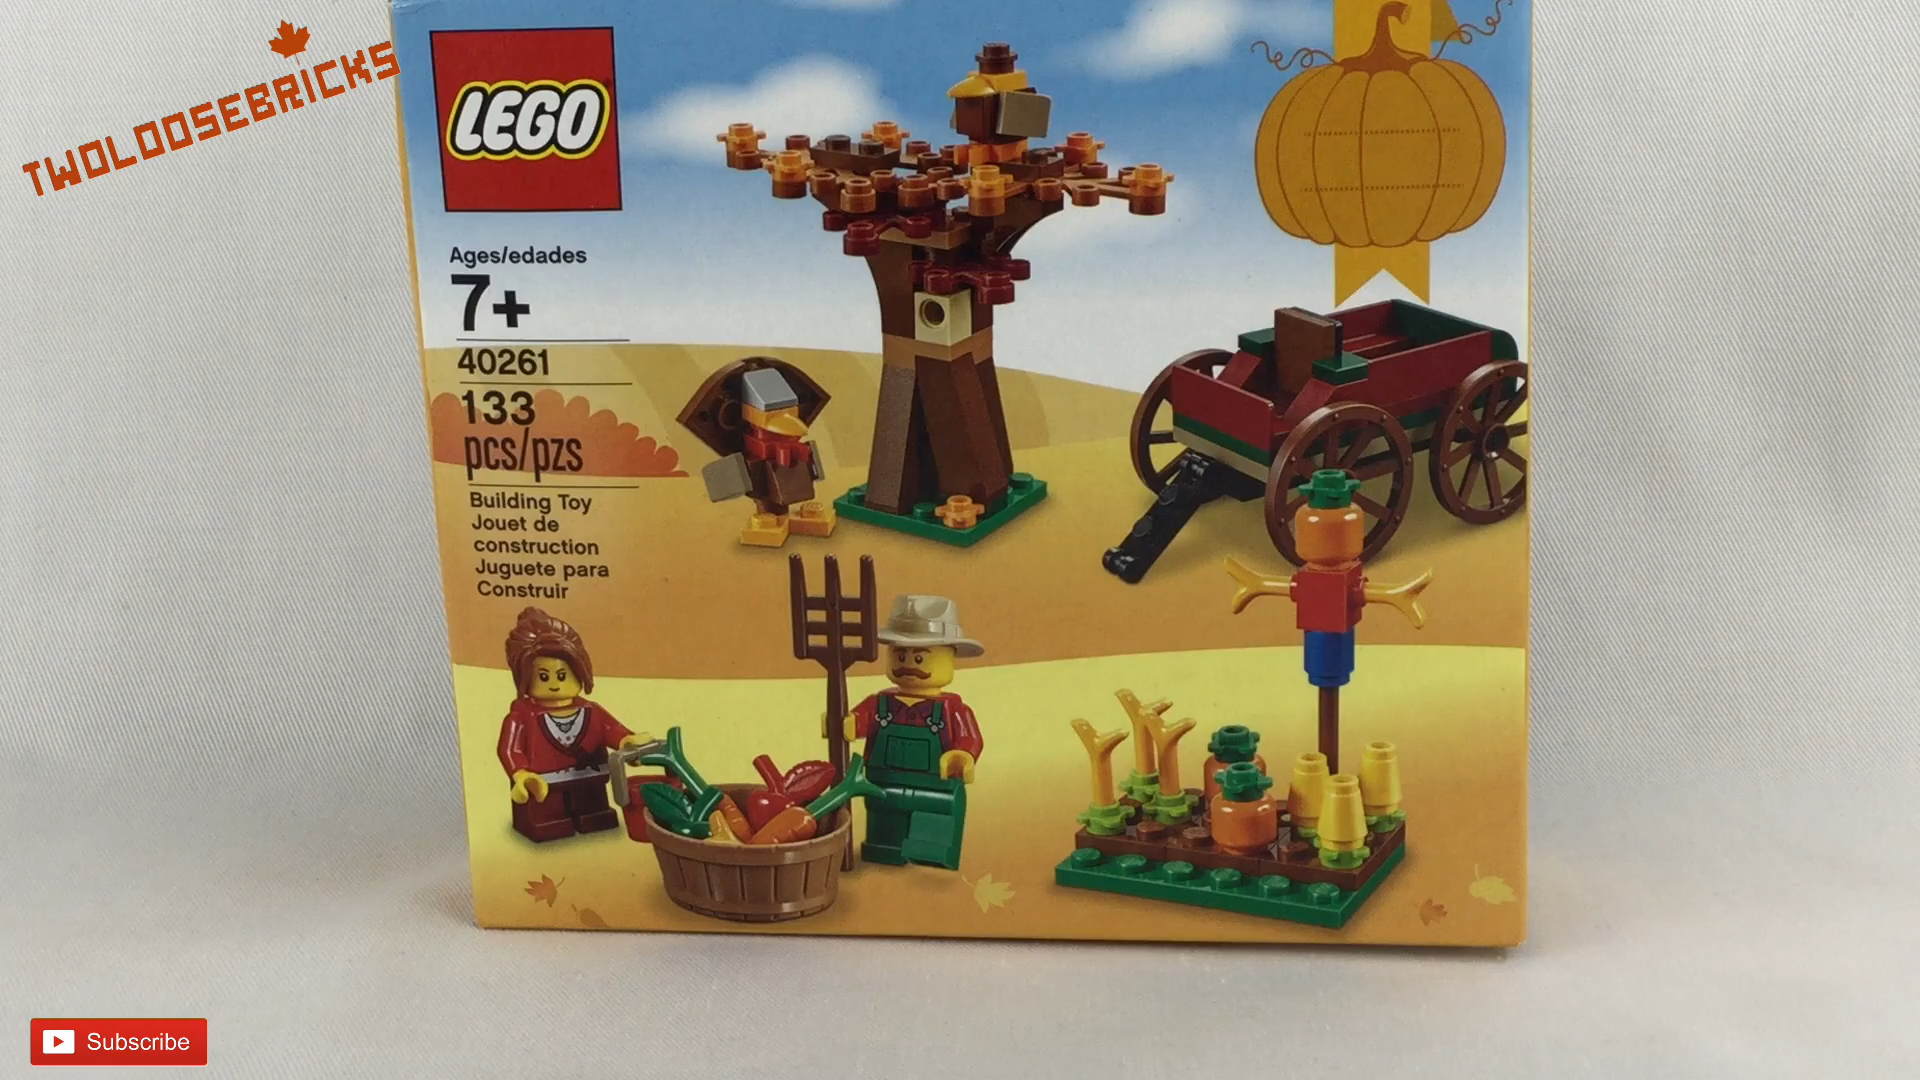 TWOLOOSEBRICKS
LEGO
Ages/edades
7+
40261
133
pcs/pzs
Building Toy
Jouet de
construction
Juguete para
Construir
Subscribe